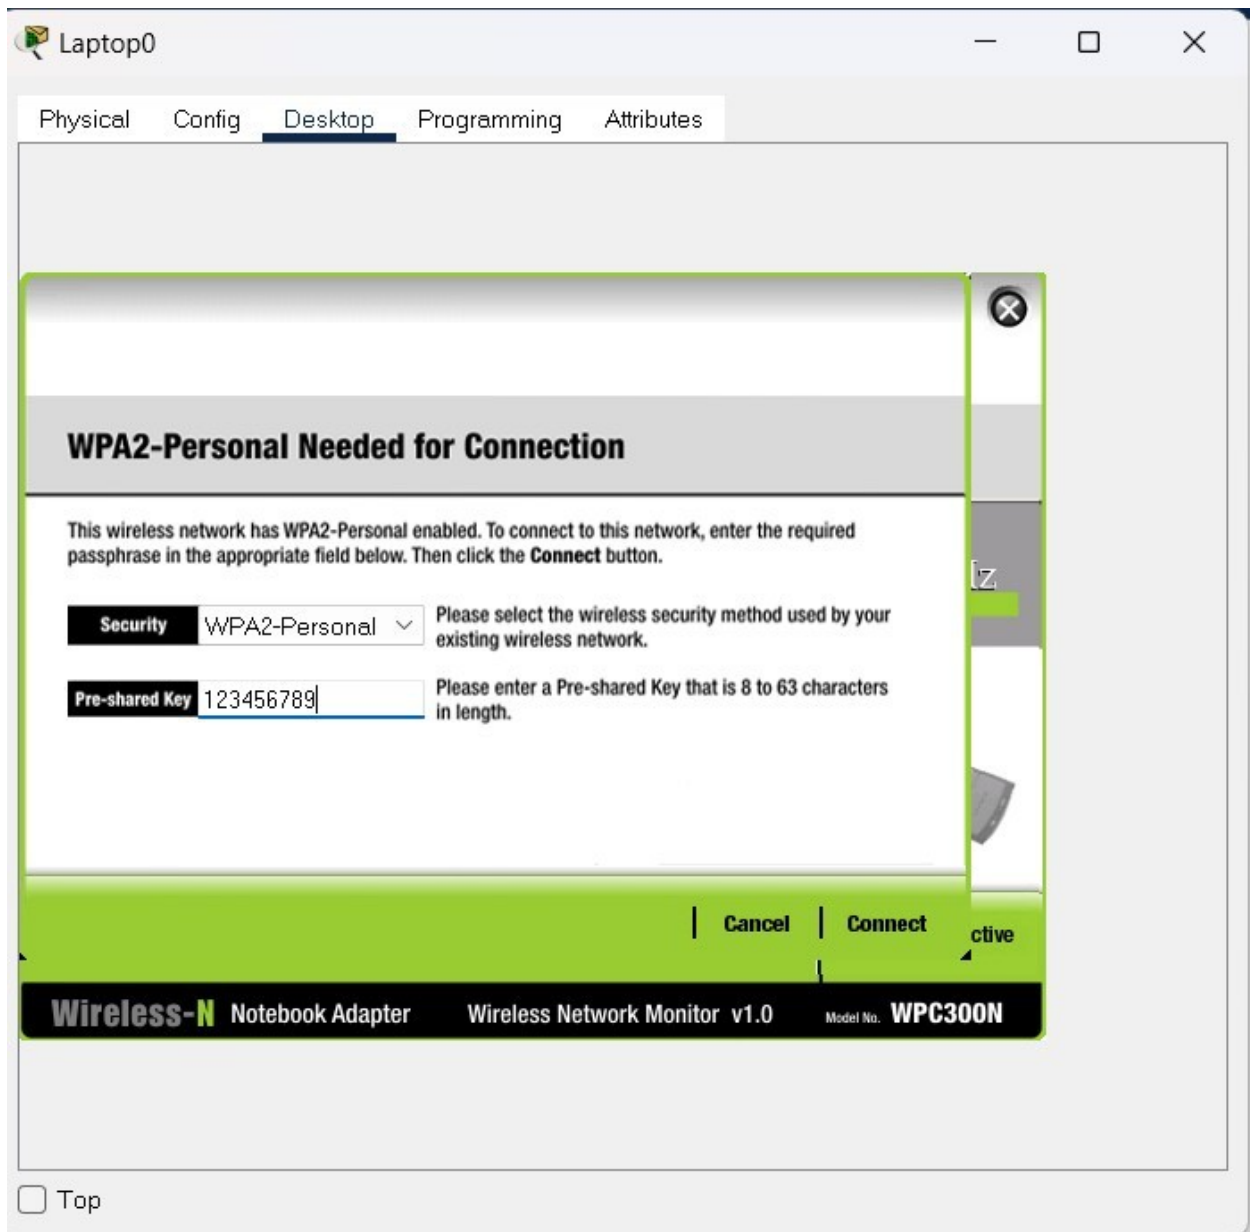 Laptop0
Physical Config Desktop Programming Attributes
WPA2-Personal Needed for Connection
This wireless network has WPA2-Personal enabled. To connect to this network, enter the required
passphrase in the appropriate field below. Then click the Connect button.
Security WPA2-Personal Please select the wireless security method used by your
existing wireless network.
Pre-shared Key 123456789 Please enter a Pre-shared Key that is 8 to 63 characters
in length.
Cancel Connect
Wireless-N Notebook Adapter Wireless Network Monitor v1.0 Model No. WPC300N
Top